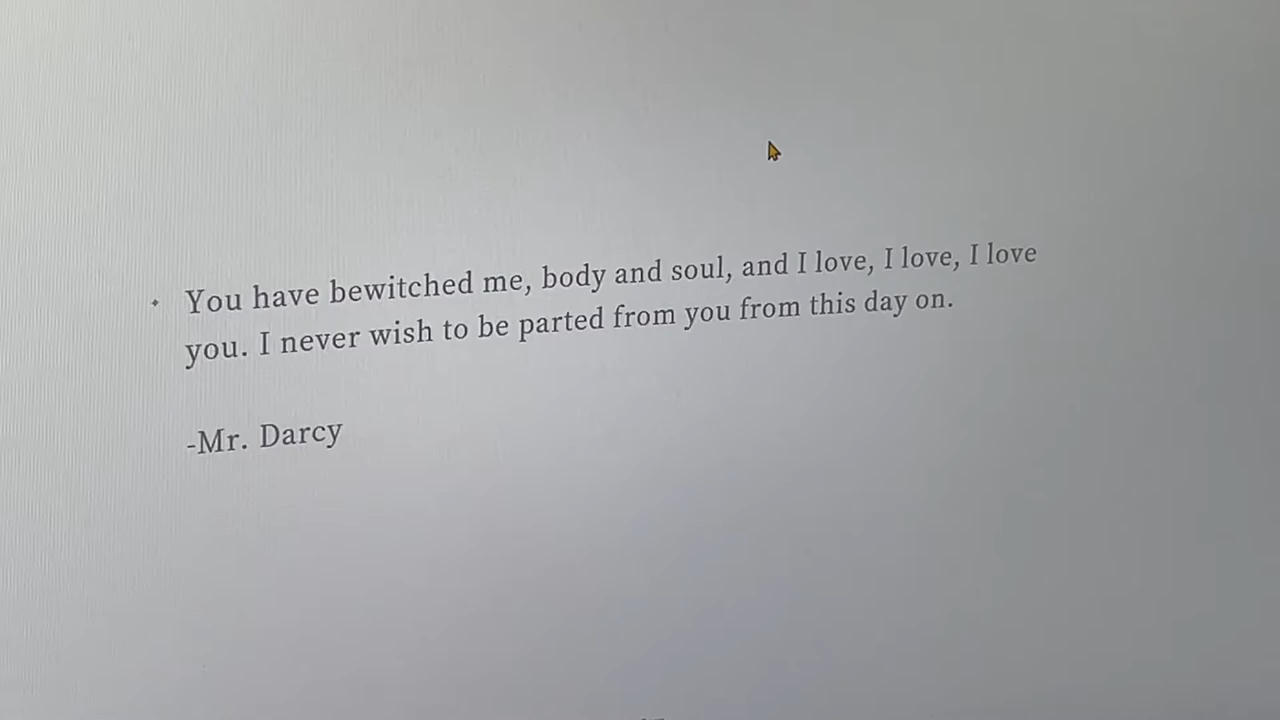 You have bewitched me, body and soul, and I love, I love, I love
you. I never wish to be parted from you from this day on.
-Mr. Darcy